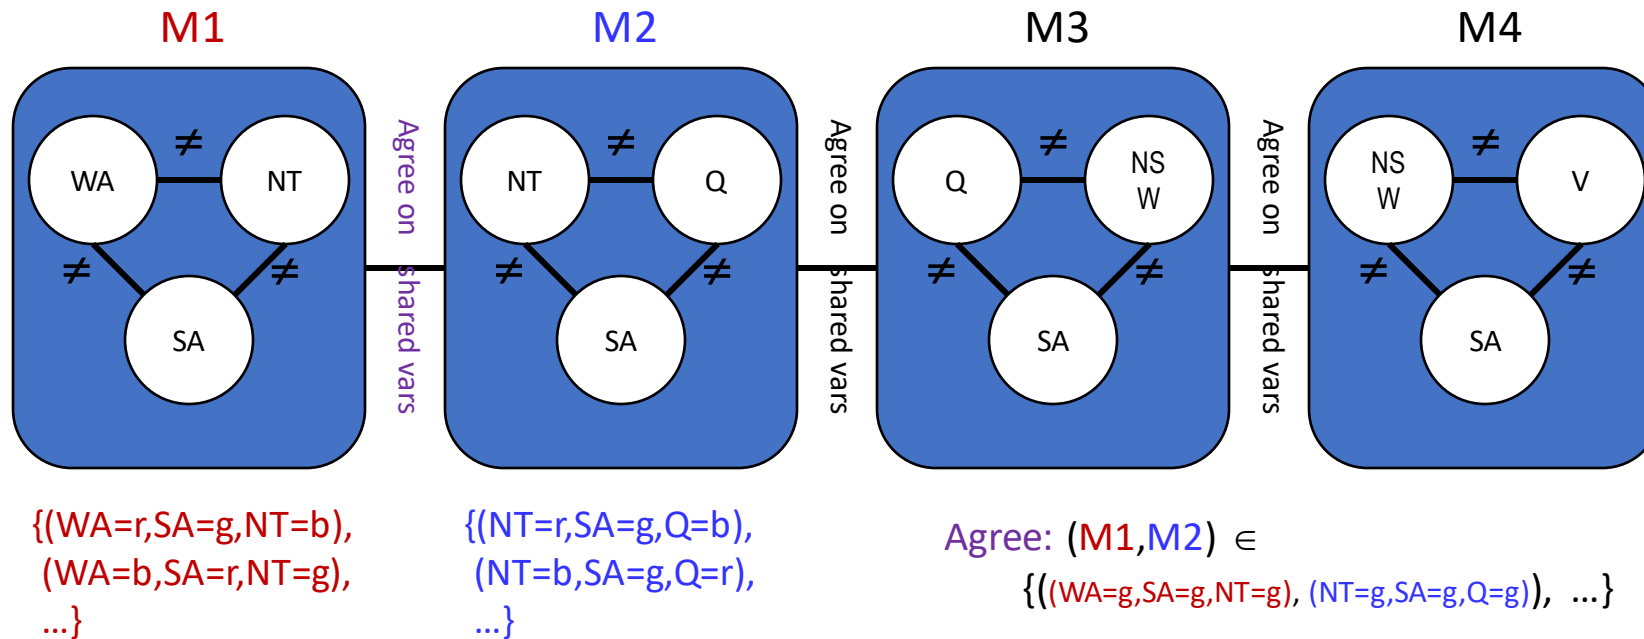 M1
M2
M3
M4
WA
≠
NT
≠
≠
SA
Agree on shared vars
NT
≠
Q
≠
≠
SA
Agree on shared vars
Q
≠
NS
W
≠
≠
SA
Agree on shared vars
NS
W
≠
V
≠
≠
SA
{(WA=r,SA=g,NT=b),
(WA=b,SA=r,NT=g),
...}
{(NT=r,SA=g,Q=b),
(NT=b,SA=g,Q=r),
...}
Agree: (M1,M2) ∈
{((WA=g,SA=g,NT=g), (NT=g,SA=g,Q=g)), ...}